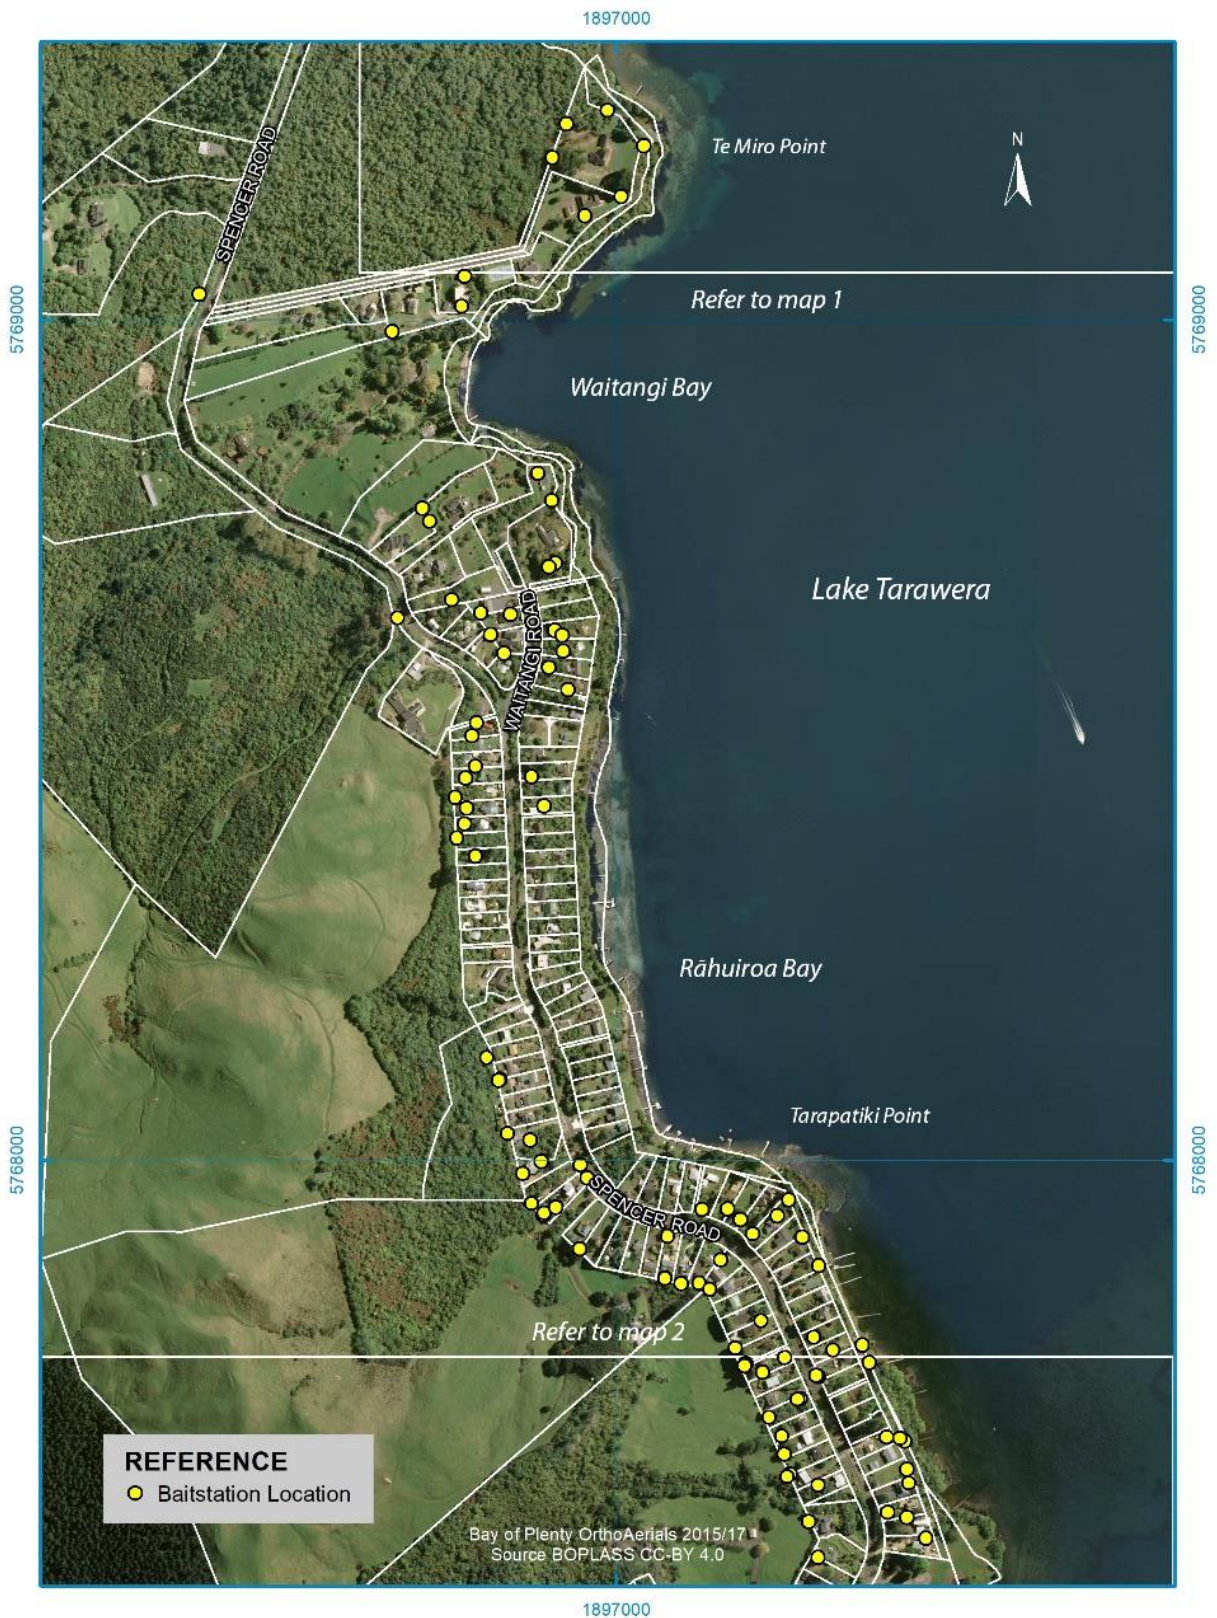 1897000
Te Miro Point
N
SPENCER ROAD
Refer to map 1
5769000
5769000
Waitangi Bay
Lake Tarawera
WAITANGI ROAD
Rāhuiroa Bay
Tarapatiki Point
5768000
5768000
SPENCER ROAD
Refer to map 2
REFERENCE
Baitstation Location
Bay of Plenty OrthoAerials 2015/17
Source BOPLASS CC-BY 4.0
1897000